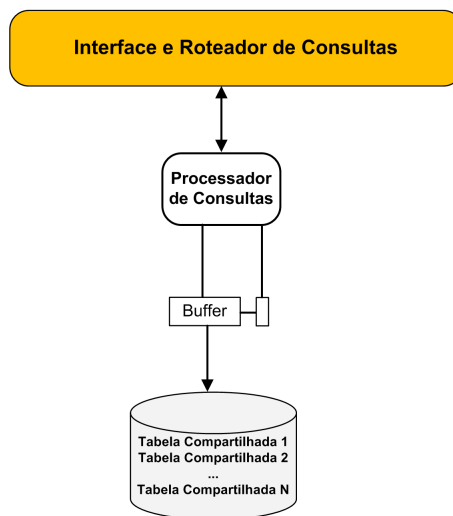 Interface e Roteador de Consultas
Processador
de Consultas
Buffer
Tabela Compartilhada 1
Tabela Compartilhada 2
...
Tabela Compartilhada N